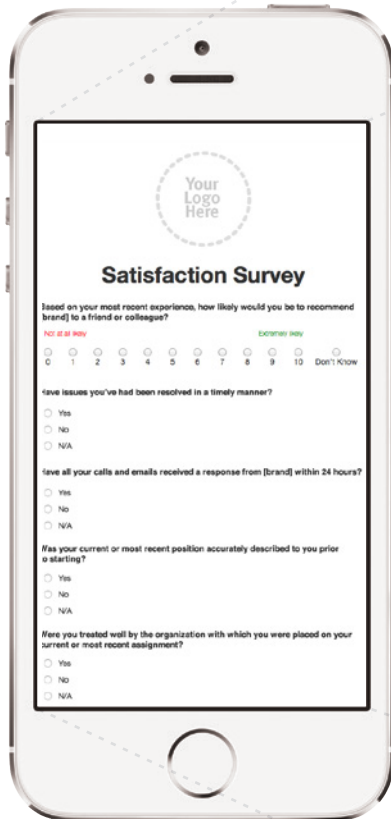 Your
Logo
Here
Satisfaction Survey
Based on your most recent experience, how likely would you be to recommend
[brand] to a friend or colleague?
Not at all likely Extremely likely
0 1 2 3 4 5 6 7 8 9 10 Don't Know
Have issues you've had been resolved in a timely manner?
Yes
No
N/A
Have all your calls and emails received a response from [brand] within 24 hours?
Yes
No
N/A
Was your current or most recent position accurately described to you prior
to starting?
Yes
No
N/A
Were you treated well by the organization with which you were placed on your
current or most recent assignment?
Yes
No
N/A